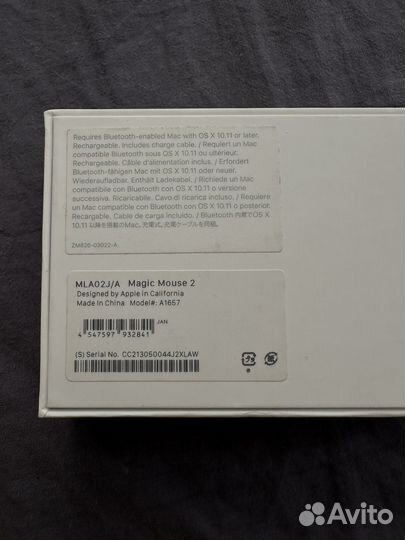 Requires Bluetooth-enabled Mac with OS X 10.11 or later.
Rechargeable. Includes charge cable. / Requiert un Mac
compatible Bluetooth sous OS X 10.11 ou ultérieur.
Rechargeable. Câble d'alimentation inclus. / Erfordert
Bluetooth-fähigen Mac mit OS X 10.11 oder neuer.
Wiederaufladbar. Enthält Ladekabel. / Richiede un Mac
compatibile Bluetooth con OS X 10.11 o versione
successiva. Ricaricabile. Cavo di ricarica incluso. / Requiere
un Mac compatible con Bluetooth con OS X 10.11 o posterior.
Recargable. Cable de carga incluido. / Bluetooth 内蔵でOS X
10.11 以降を搭載のMac。充電式。充電ケーブルを同梱。
ZM826-03022-A
MLA02J/A Magic Mouse 2
Designed by Apple in California
Made in China Model#: A1657
JAN
4 547597 932841
(S) Serial No. CC213050044J2XLAW
Avito